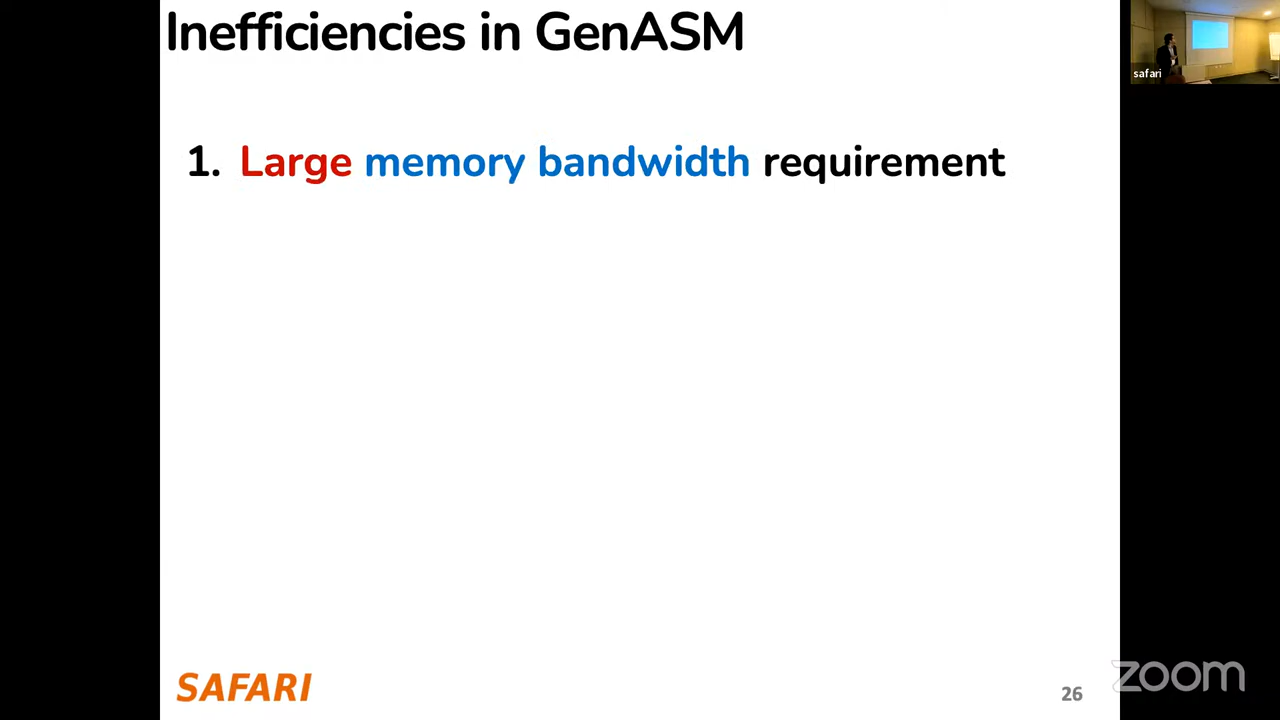 Inefficiencies in GenASM
safari
1. Large memory bandwidth requirement
SAFARI
26
zoom